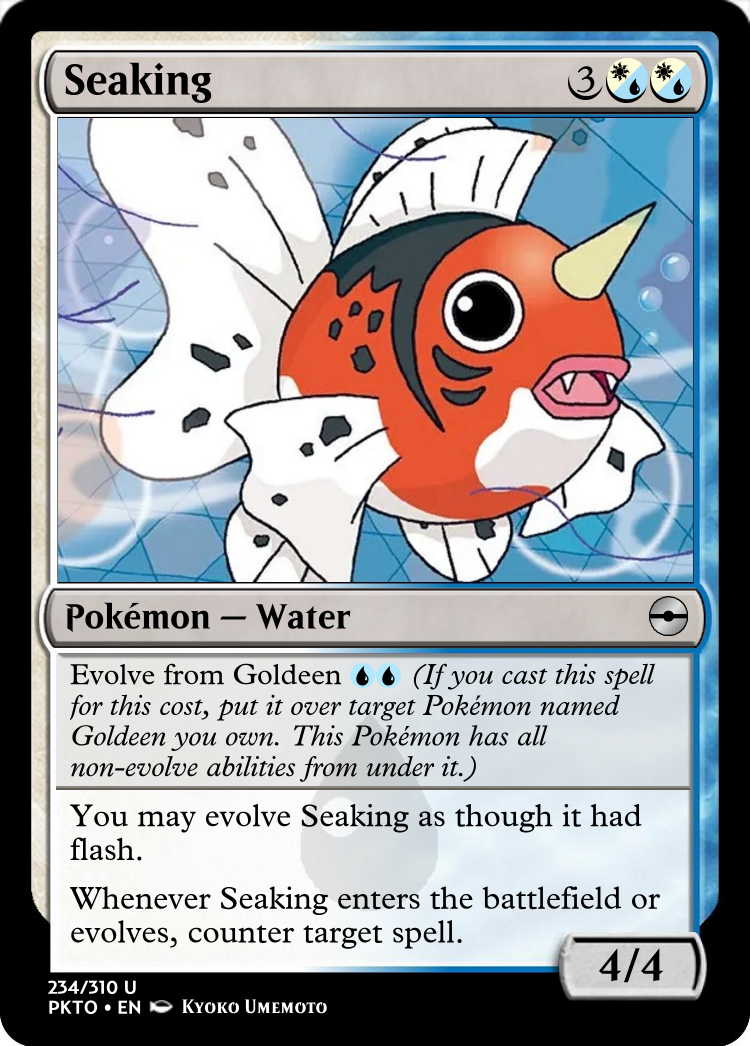 Seaking 3
Pokémon — Water
Evolve from Goldeen (If you cast this spell
for this cost, put it over target Pokémon named
Goldeen you own. This Pokémon has all
non-evolve abilities from under it.)
You may evolve Seaking as though it had
flash.
Whenever Seaking enters the battlefield or
evolves, counter target spell.
4/4
234/310 U
PKTO • EN Kyoko Umemoto